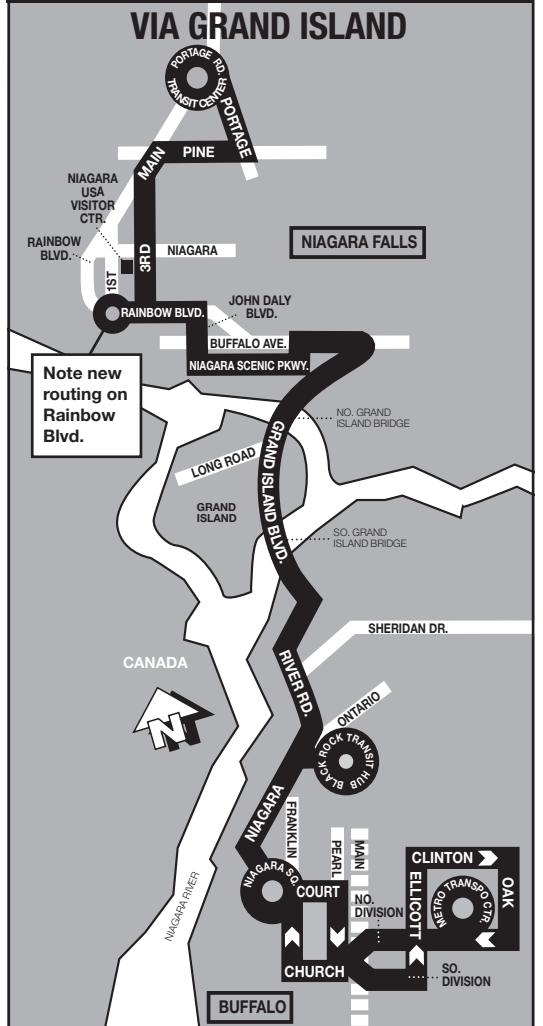 VIA GRAND ISLAND
PORTAGE RD.
TRANSIT CENTER
PORTAGE
MAIN
PINE
NIAGARA
USA
VISITOR
CTR.
RAINBOW
BLVD.
1ST
3RD
NIAGARA
NIAGARA FALLS
RAINBOW BLVD.
JOHN DALY
BLVD.
BUFFALO AVE.
NIAGARA SCENIC PKWY.
Note new
routing on
Rainbow
Blvd.
NO. GRAND
ISLAND BRIDGE
LONG ROAD
GRAND ISLAND BLVD.
GRAND
ISLAND
SO. GRAND
ISLAND BRIDGE
SHERIDAN DR.
CANADA
N
RIVER RD.
ONTARIO
BLACK ROCK TRANSIT HUB
NIAGARA
FRANKLIN
PEARL
MAIN
NIAGARA SQ.
COURT
CLINTON
OAK
ELLICOTT
METRO TRANSPO CTR.
NO.
DIVISION
NIAGARA RIVER
CHURCH
SO.
DIVISION
BUFFALO